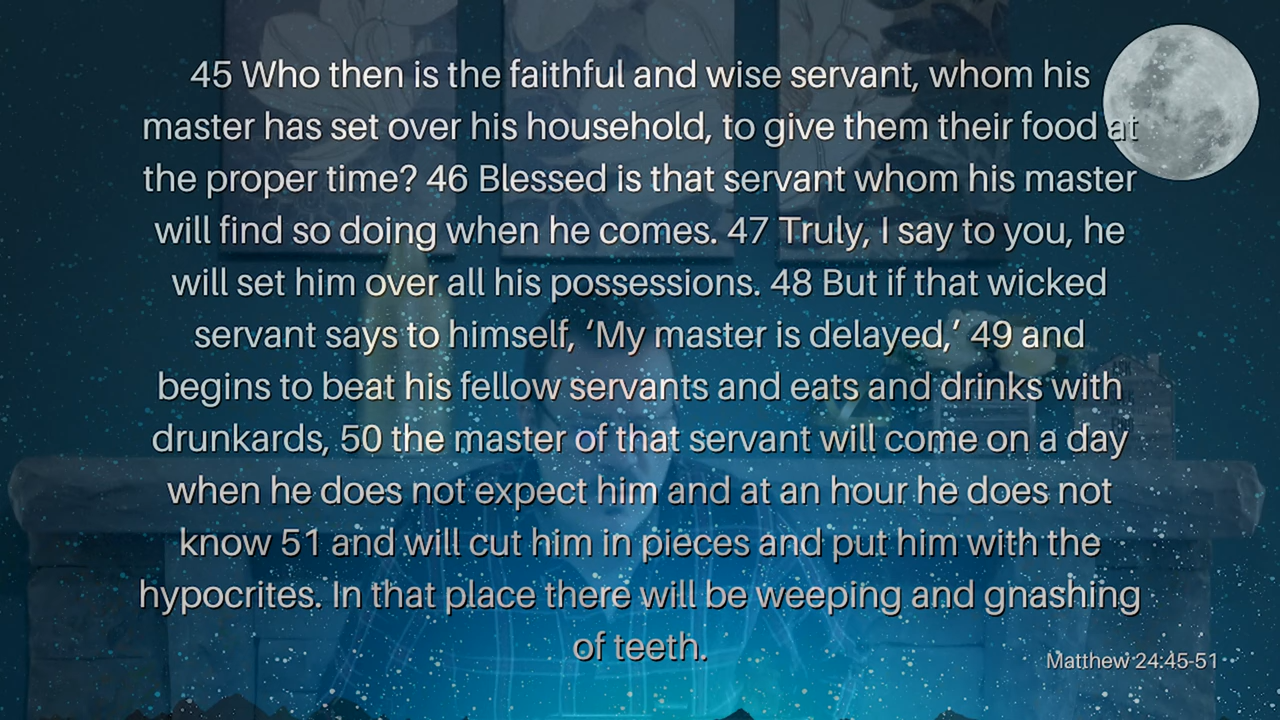 45 Who then is the faithful and wise servant, whom his
master has set over his household, to give them their food at
the proper time? 46 Blessed is that servant whom his master
will find so doing when he comes. 47 Truly, I say to you, he
will set him over all his possessions. 48 But if that wicked
servant says to himself, ‘My master is delayed,’ 49 and
begins to beat his fellow servants and eats and drinks with
drunkards, 50 the master of that servant will come on a day
when he does not expect him and at an hour he does not
know 51 and will cut him in pieces and put him with the
hypocrites. In that place there will be weeping and gnashing
of teeth.
Matthew 24:45-51